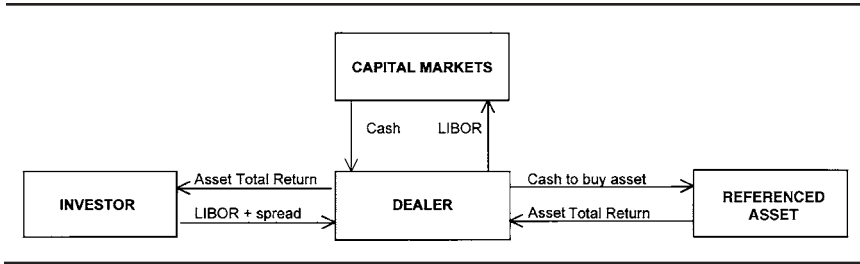 CAPITAL MARKETS
Cash
LIBOR
Asset Total Return
Cash to buy asset
INVESTOR
DEALER
REFERENCED
ASSET
LIBOR + spread
Asset Total Return